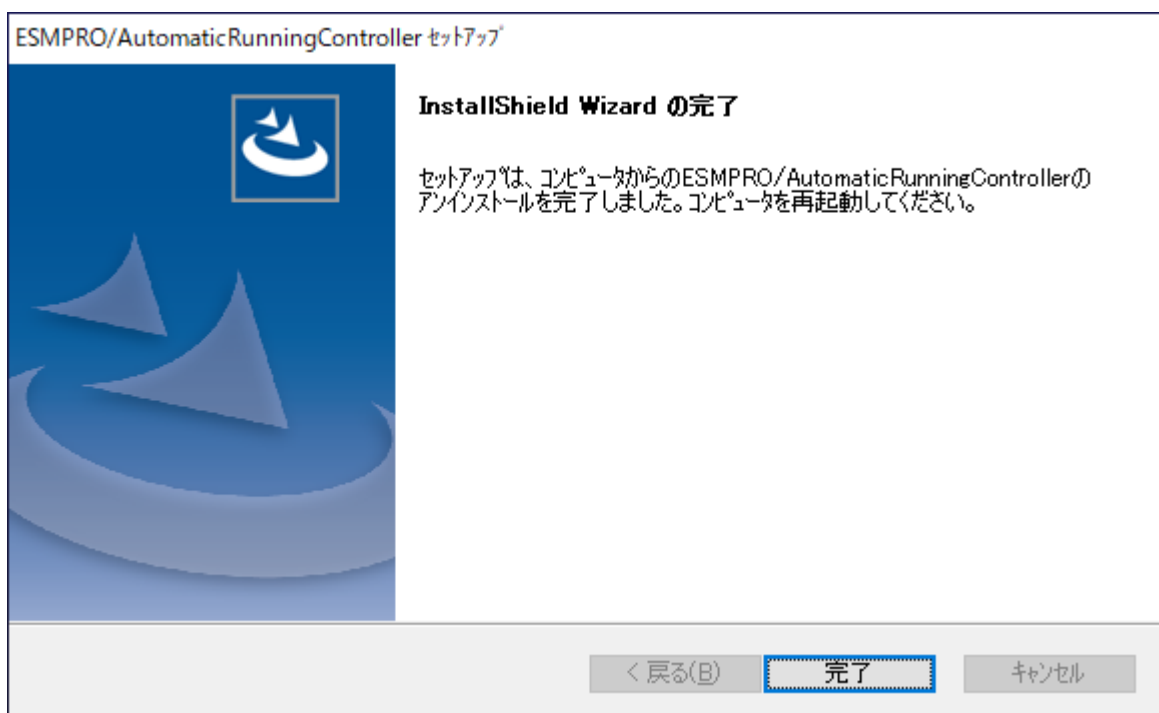 ESMPRO/AutomaticRunningController ｾｯﾄｱｯﾌﾟ
InstallShield Wizard の完了
セットアップは、コンピュータからのESMPRO/AutomaticRunningControllerの
アンインストールを完了しました。コンピュータを再起動してください。
< 戻る(B)
完了
ｷｬﾝｾﾙ